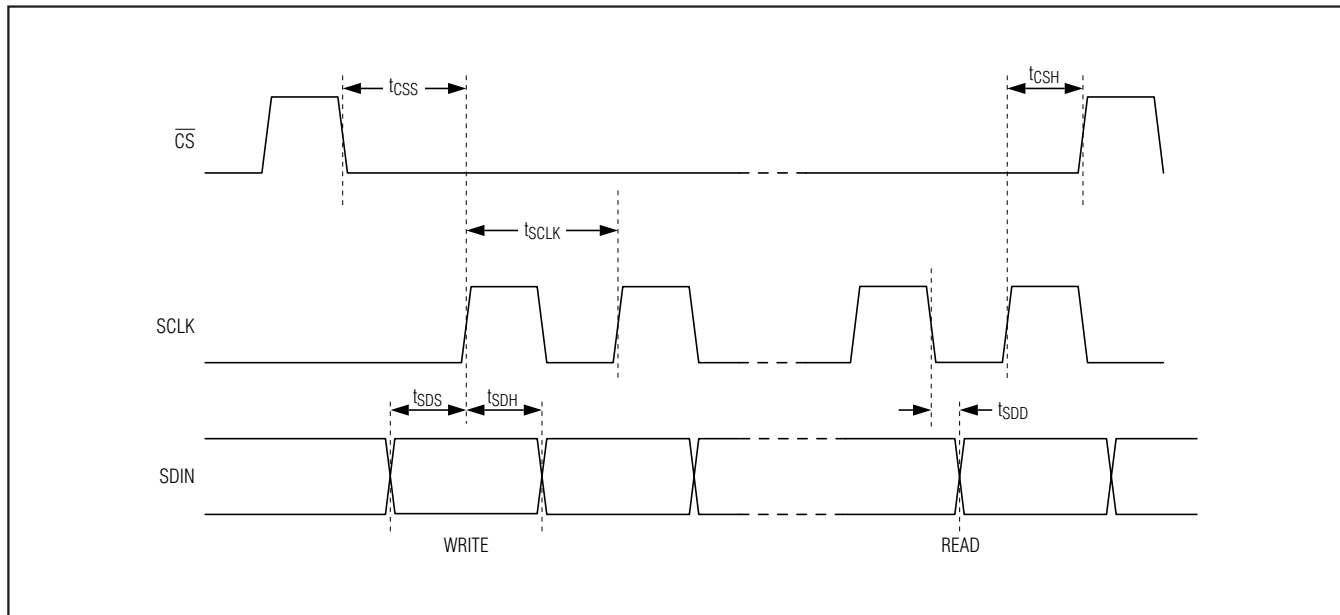 tCSS
tCSH
CS
tSCLK
SCLK
tSDS
tSDH
tSDD
SDIN
WRITE
READ